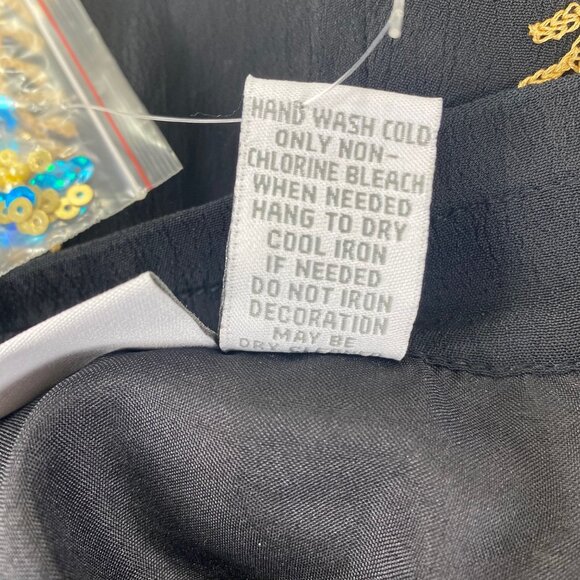 HAND WASH COLD
ONLY NON-
CHLORINE BLEACH
WHEN NEEDED
HANG TO DRY
COOL IRON
IF NEEDED
DO NOT IRON
DECORATION
MAY BE
DRY